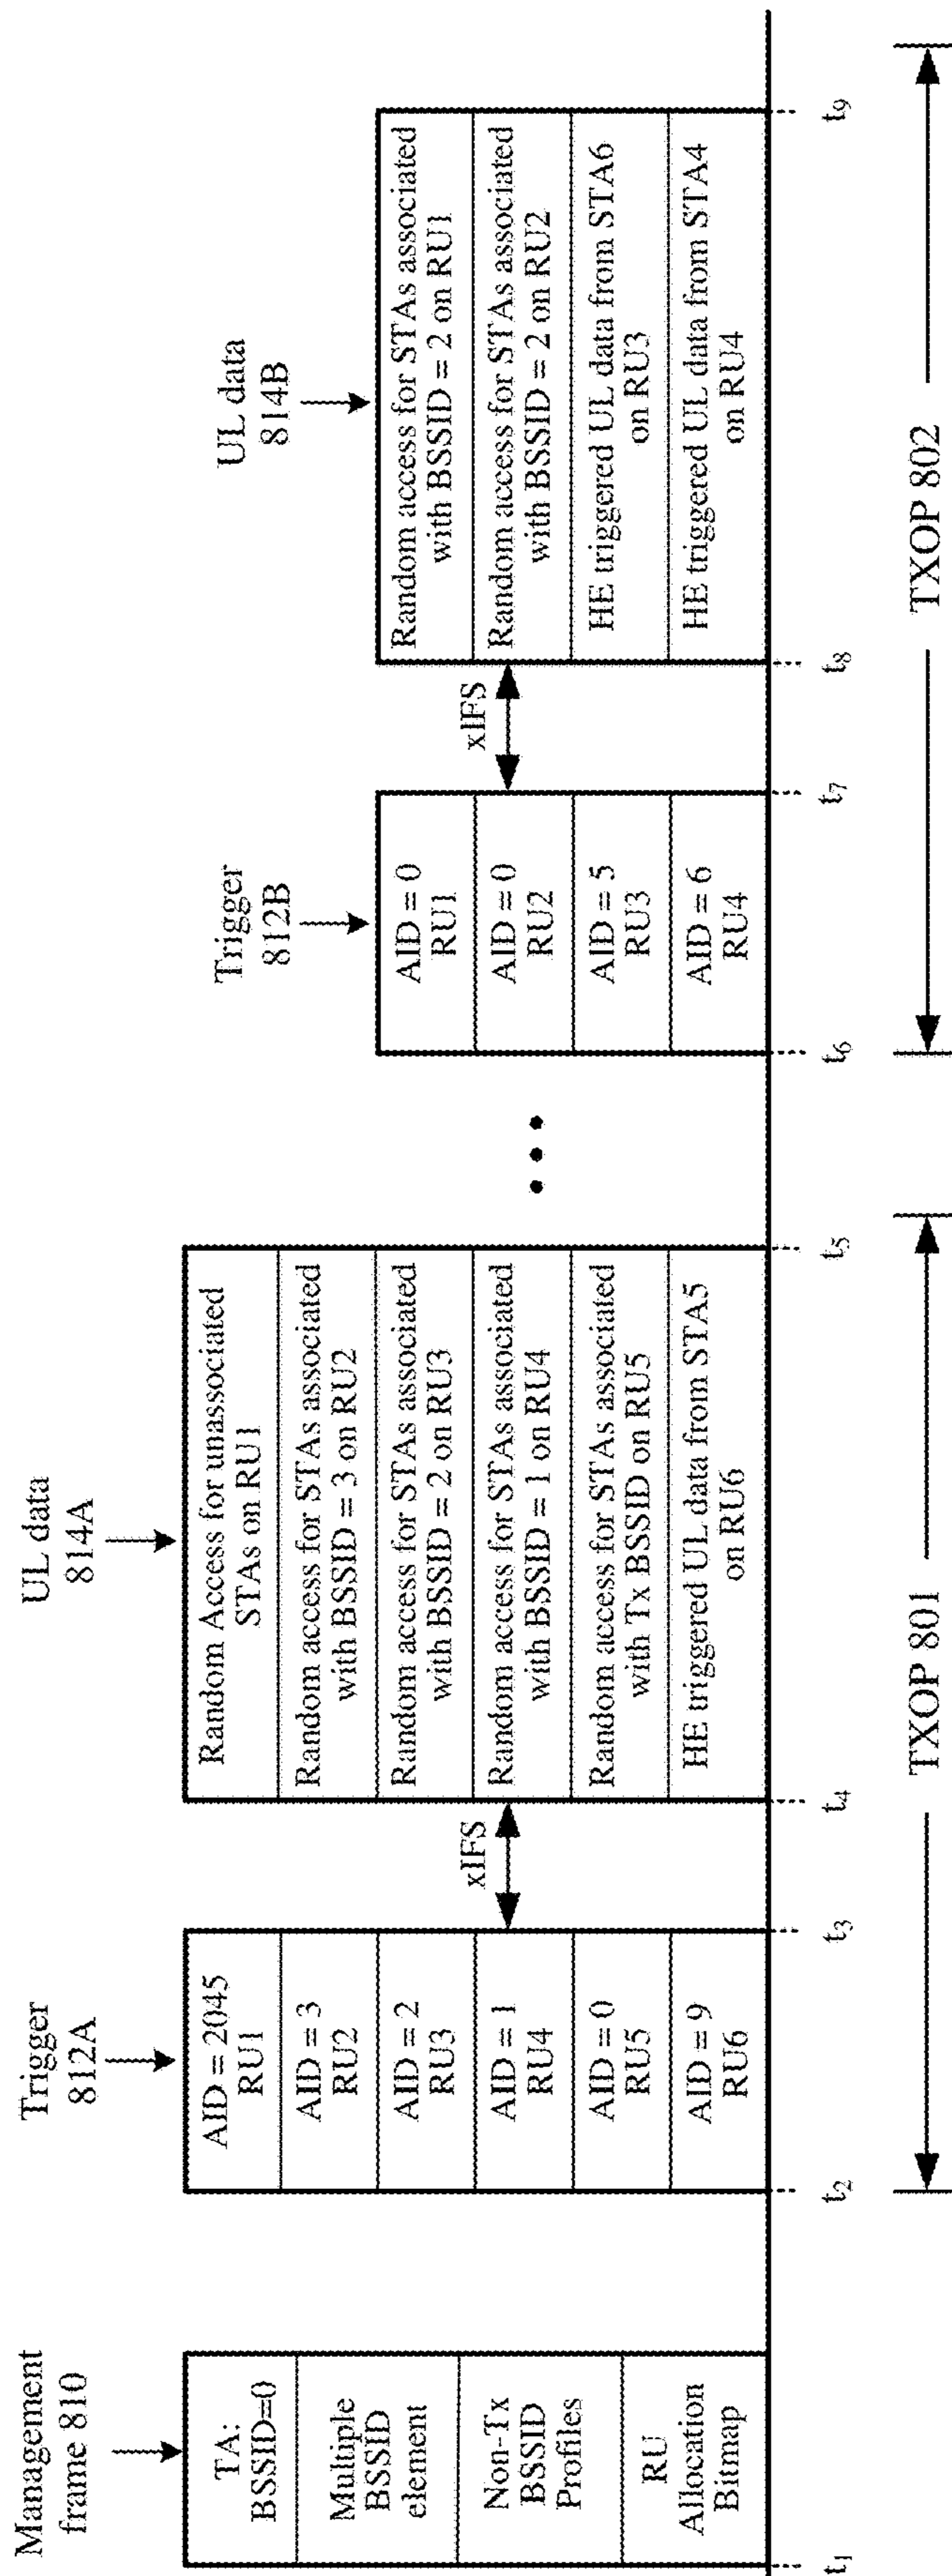 Management
frame 810
TA:
BSSID=0
Multiple
BSSID
element
Non-Tx
BSSID
Profiles
RU
Allocation
Bitmap
Trigger
812A
AID = 2045
RU1
AID = 3
RU2
AID = 2
RU3
AID = 1
RU4
AID = 0
RU5
AID = 9
RU6
xIFS
UL data
814A
Random Access for unassociated
STAs on RU1
Random access for STAs associated
with BSSID = 3 on RU2
Random access for STAs associated
with BSSID = 2 on RU3
Random access for STAs associated
with BSSID = 1 on RU4
Random access for STAs associated
with Tx BSSID on RU5
HE triggered UL data from STA5
on RU6
Trigger
812B
AID = 0
RU1
AID = 0
RU2
AID = 5
RU3
AID = 6
RU4
xIFS
UL data
814B
Random access for STAs associated
with BSSID = 2 on RU1
Random access for STAs associated
with BSSID = 2 on RU2
HE triggered UL data from STA6
on RU3
HE triggered UL data from STA4
on RU4
t1
t2
t3
t4
t5
t6
t7
t8
t9
TXOP 801
TXOP 802